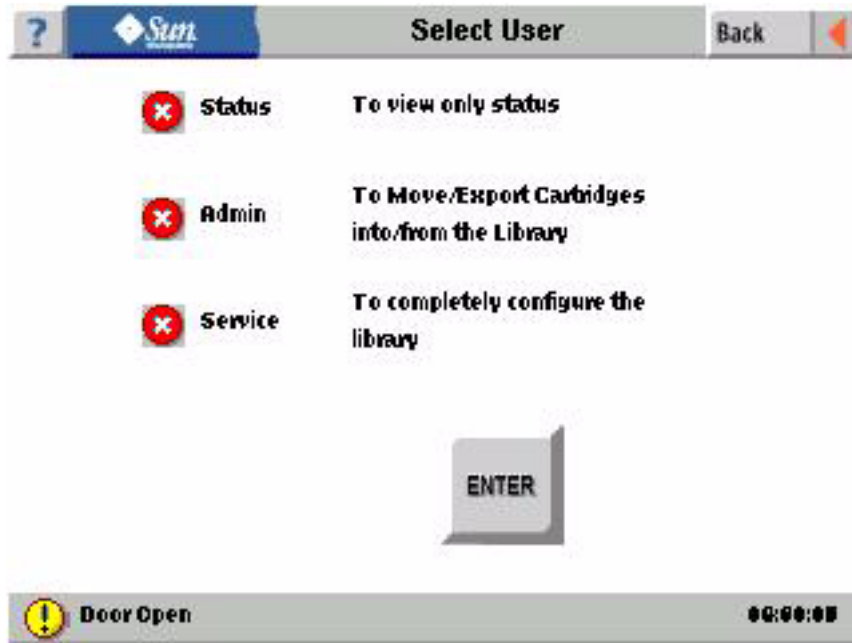 ?
Sun
Select User
Back
Status
To view only status
Admin
To Move/Export Cartridges
into/from the Library
Service
To completely configure the
library
ENTER
Door Open